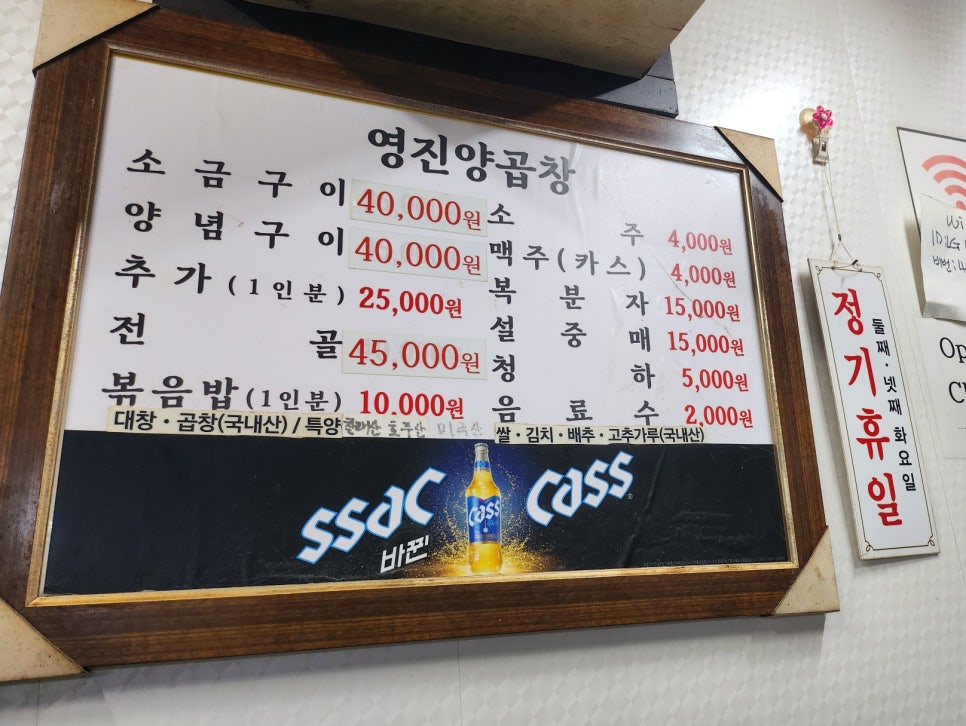 영진양곱창
소금구이 40,000원
양념구이 40,000원
추가(1인분) 25,000원
전골 45,000원
볶음밥(1인분) 10,000원
소주 4,000원
맥주(카스) 4,000원
복분자 15,000원
설중매 15,000원
청하 5,000원
음료수 2,000원
대창·곱창(국내산)/특양 호주산
쌀·김치·배추·고추가루(국내산)
ssac 바뀐 Cass
Cass
정기휴일
둘째·넷째 화요일
Wi
Op